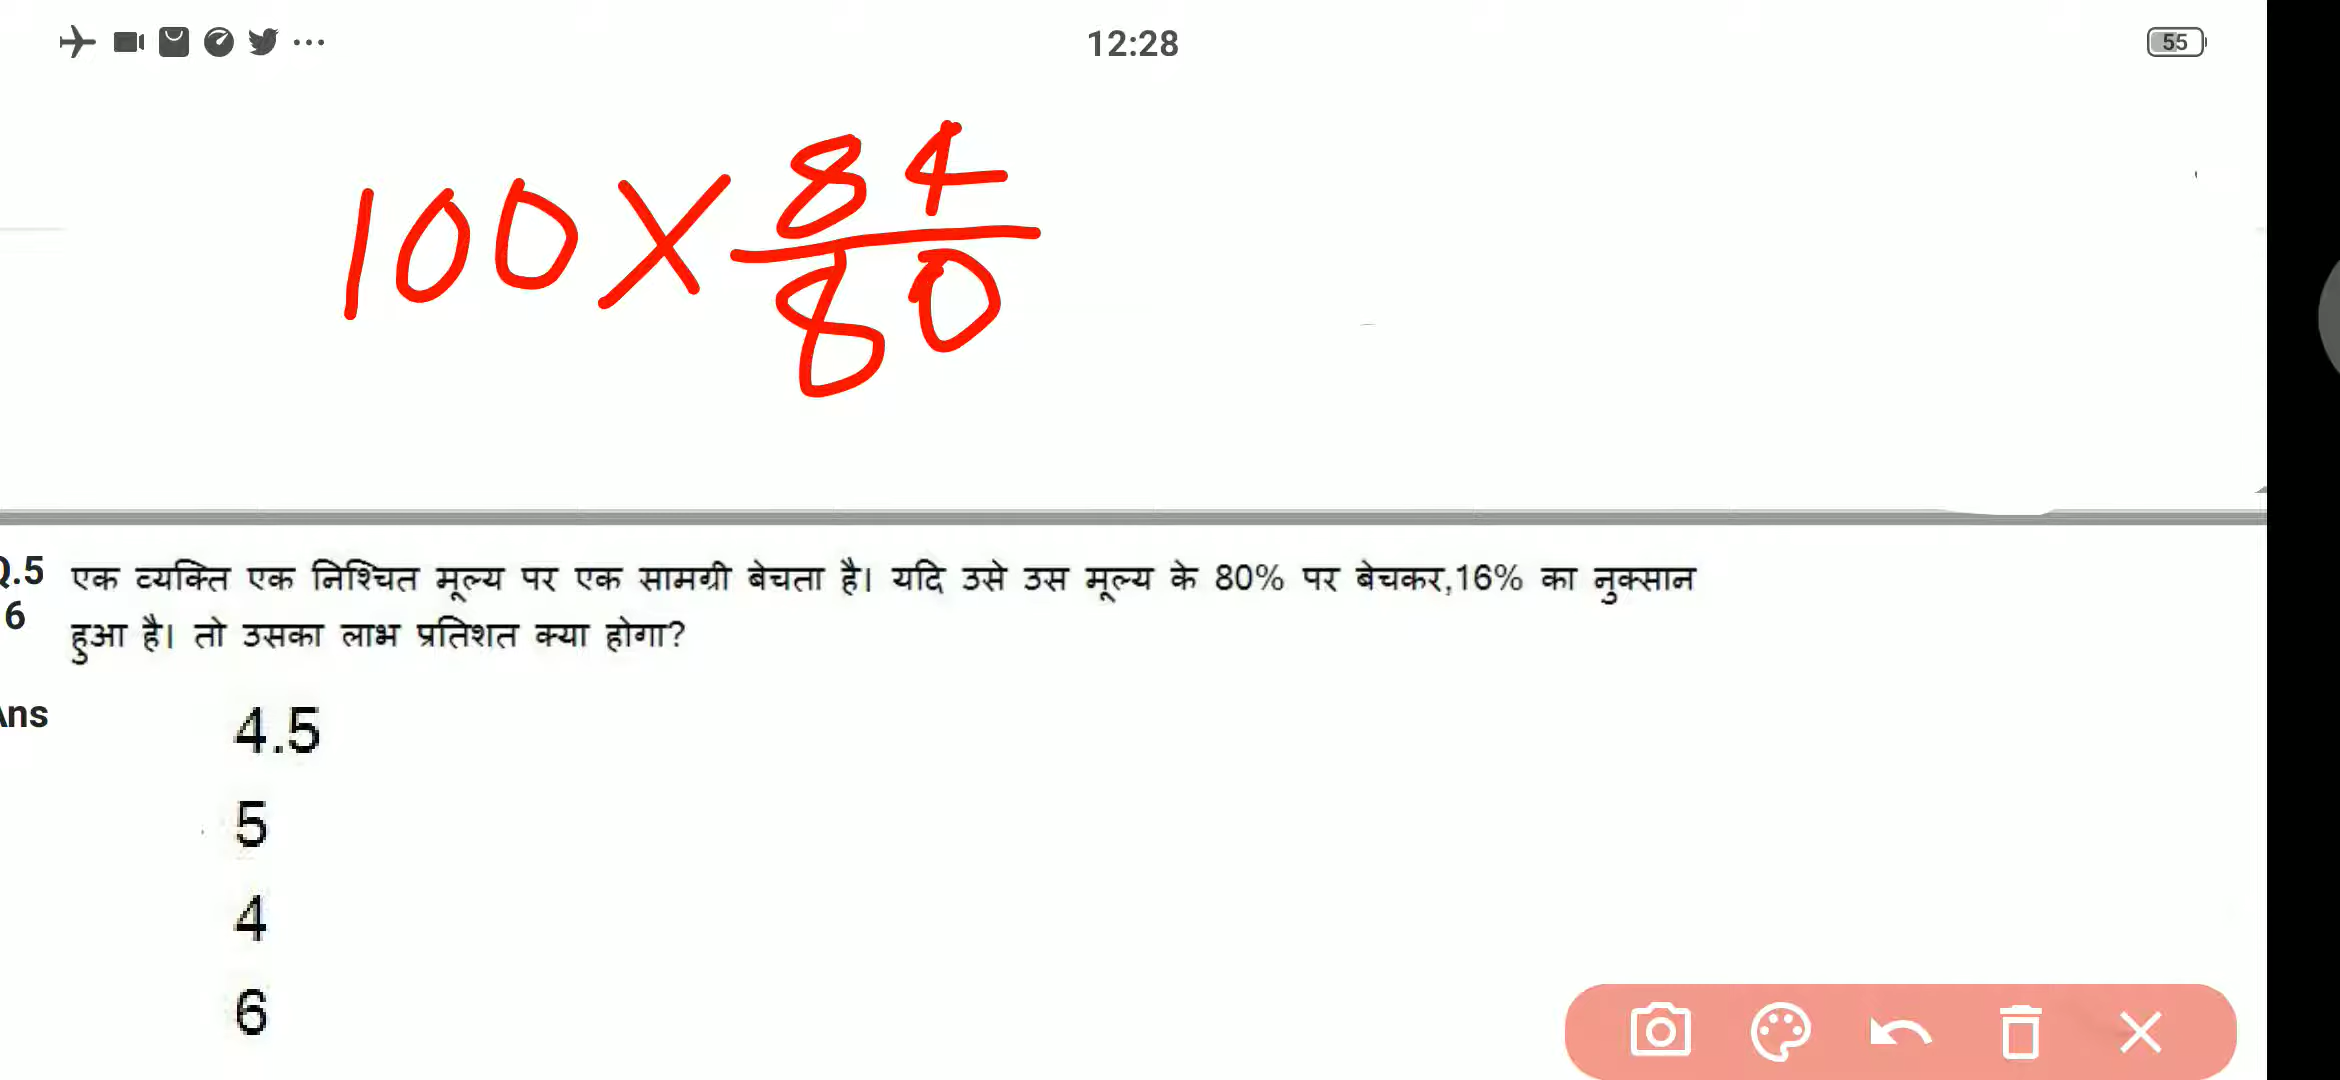 12:28
55
100 × 84/80
Q.5 एक व्यक्ति एक निश्चित मूल्य पर एक सामग्री बेचता है। यदि उसे उस मूल्य के 80% पर बेचकर,16% का नुक्सान
6 हुआ है। तो उसका लाभ प्रतिशत क्या होगा?
Ans 4.5
5
4
6